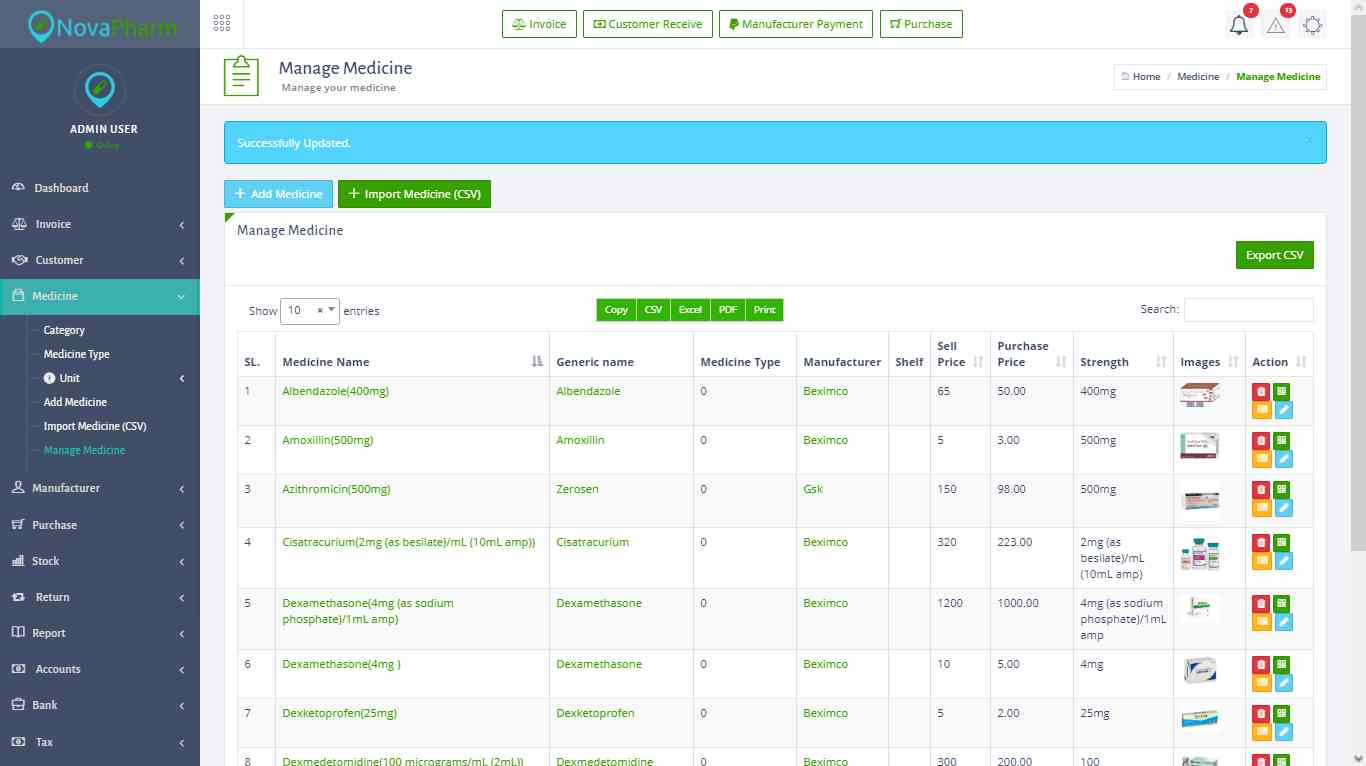 NovaPharm
Invoice
Customer Receive
Manufacturer Payment
Purchase
7
13
ADMIN USER
Online
Manage Medicine
Manage your medicine
Home / Medicine / Manage Medicine
Successfully Updated.
×
+ Add Medicine
+ Import Medicine (CSV)
Dashboard
Invoice
Customer
Medicine
Category
Medicine Type
Unit
Add Medicine
Import Medicine (CSV)
Manage Medicine
Manufacturer
Purchase
Stock
Return
Report
Accounts
Bank
Tax
Manage Medicine
Export CSV
Show 10 × entries
Copy CSV Excel PDF Print
Search:
SL. Medicine Name Generic name Medicine Type Manufacturer Shelf Sell Price Purchase Price Strength Images Action
1 Albendazole(400mg) Albendazole 0 Beximco 65 50.00 400mg
2 Amoxillin(500mg) Amoxillin 0 Beximco 5 3.00 500mg
3 Azithromicin(500mg) Zerosen 0 Gsk 150 98.00 500mg
4 Cisatracurium(2mg (as besilate)/mL (10mL amp)) Cisatracurium 0 Beximco 320 223.00 2mg (as
besilate)/mL
(10mL amp)
5 Dexamethasone(4mg (as sodium Dexamethasone 0 Beximco 1200 1000.00 4mg (as sodium
phosphate)/1mL amp) phosphate)/1mL
amp
6 Dexamethasone(4mg ) Dexamethasone 0 Beximco 10 5.00 4mg
7 Dexketoprofen(25mg) Dexketoprofen 0 Beximco 5 2.00 25mg
8 Dexmedetomidine(100 micrograms/mL (2mL)) Dexmedetomidine 0 Beximco 300 200.00 100